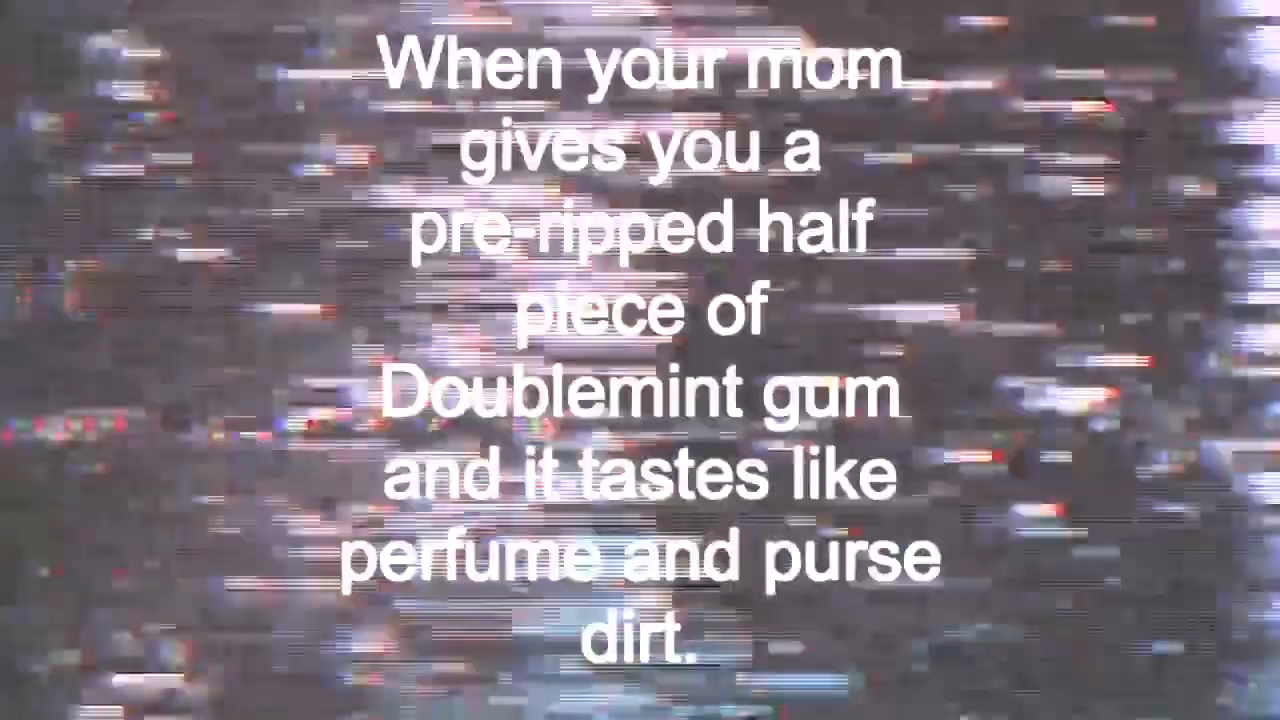 When your mom
gives you a
pre-ripped half
piece of
Doublemint gum
and it tastes like
perfume and purse
dirt.